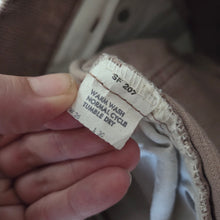 SF 207
WARM WASH
NORMAL CYCLE
TUMBLE DRY